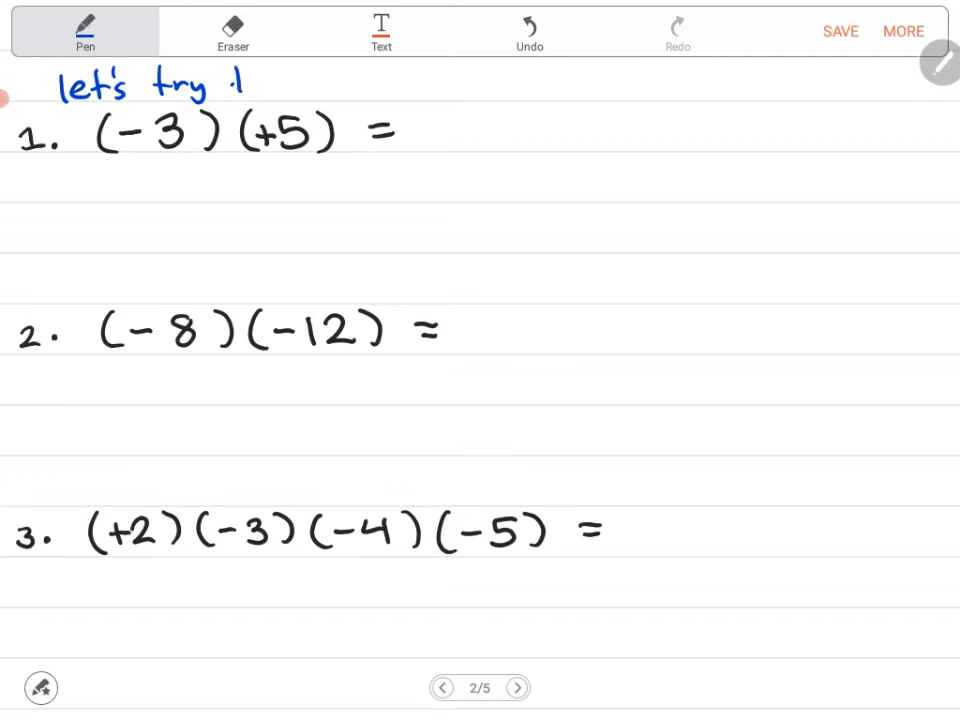 Pen Eraser Text Undo Redo SAVE MORE
let's try
1. (-3)(+5) =
2. (-8)(-12) =
3. (+2)(-3)(-4)(-5) =
2/5